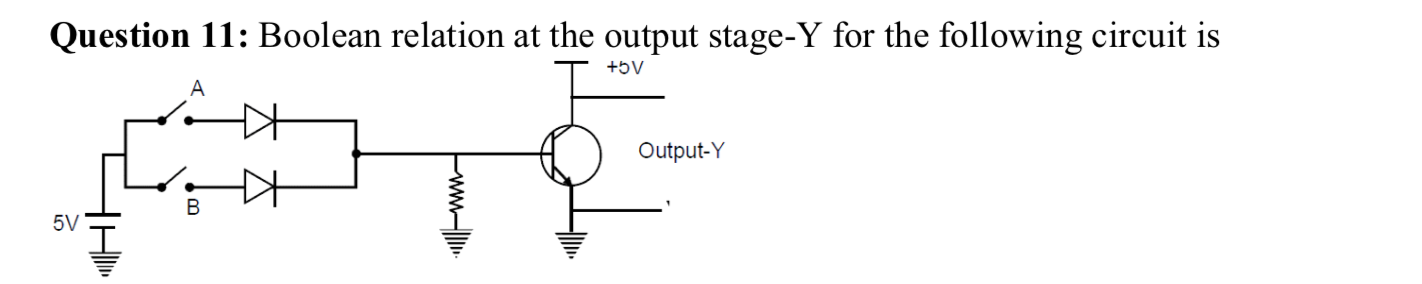 Question 11: Boolean relation at the output stage-Y for the following circuit is
+5V
A
Output-Y
B
5V